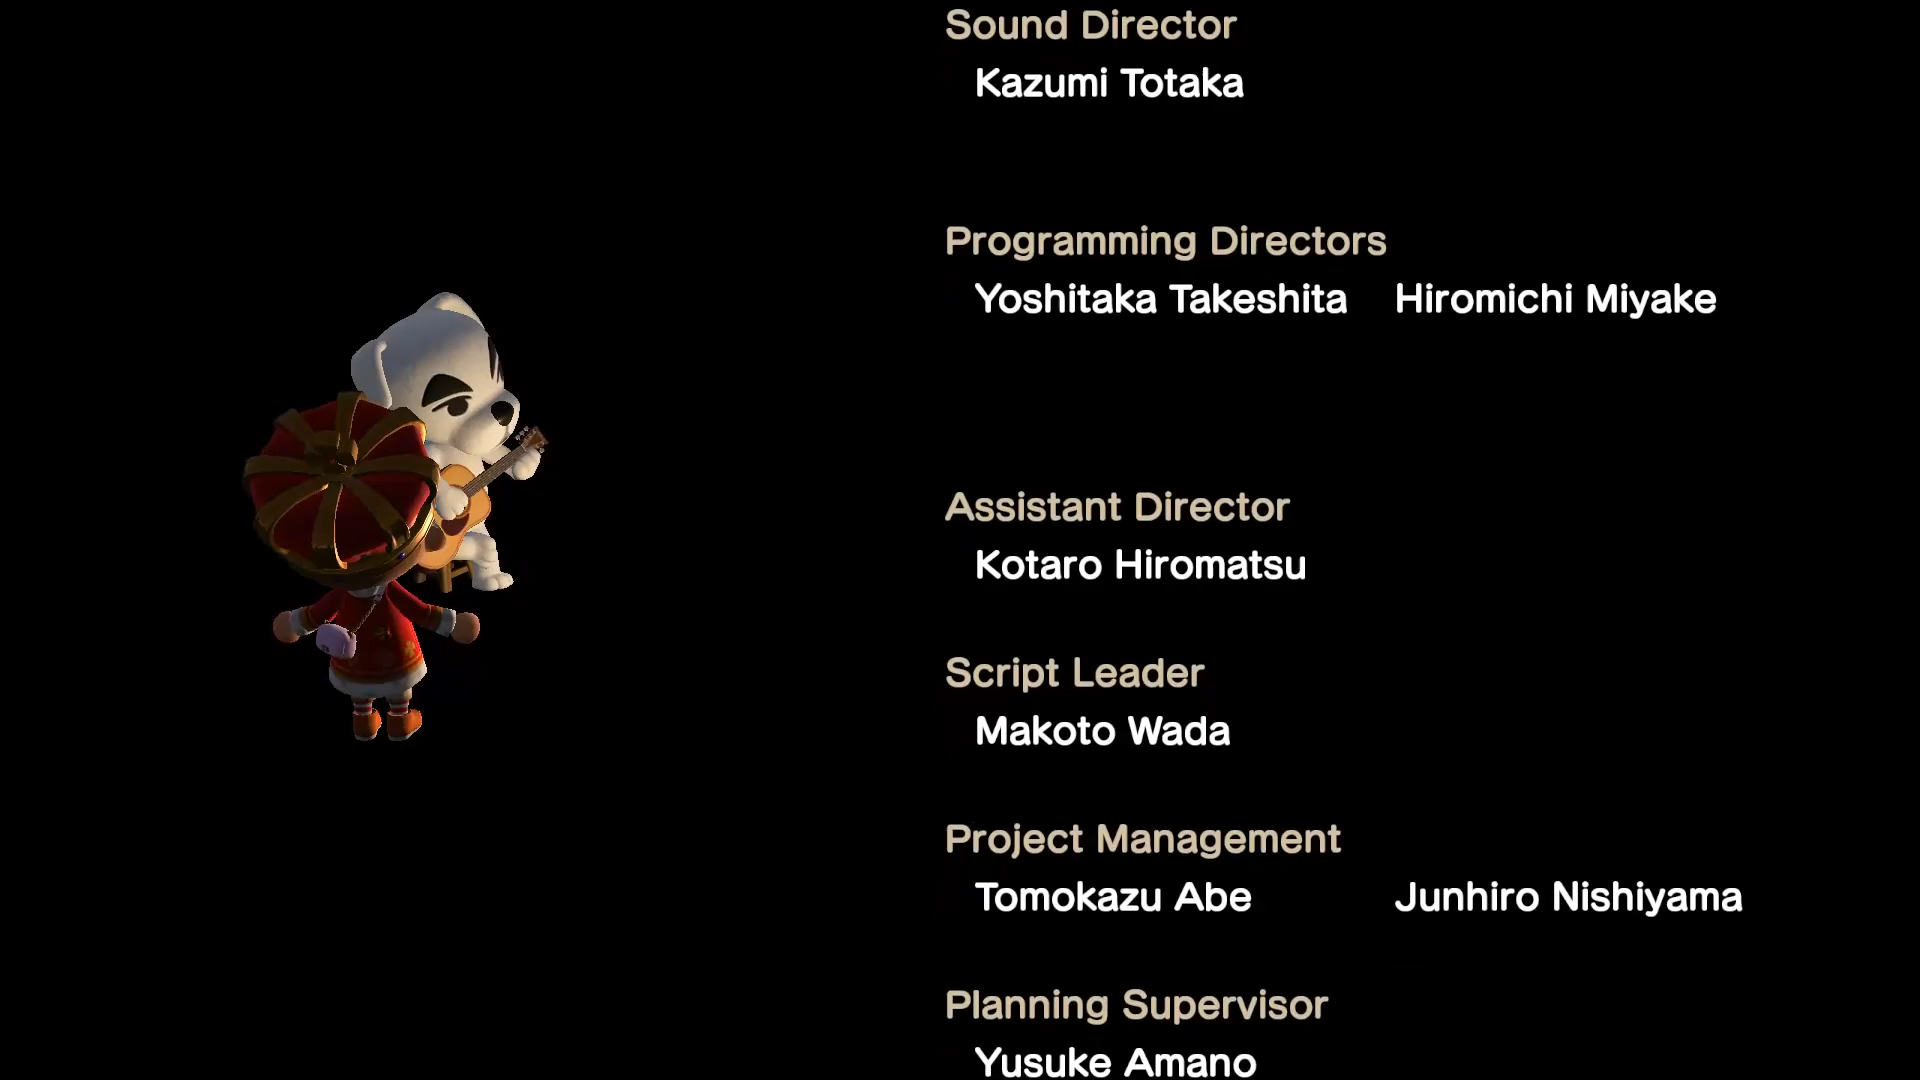 Sound Director
Kazumi Totaka
Programming Directors
Yoshitaka Takeshita Hiromichi Miyake
Assistant Director
Kotaro Hiromatsu
Script Leader
Makoto Wada
Project Management
Tomokazu Abe Junhiro Nishiyama
Planning Supervisor
Yusuke Amano